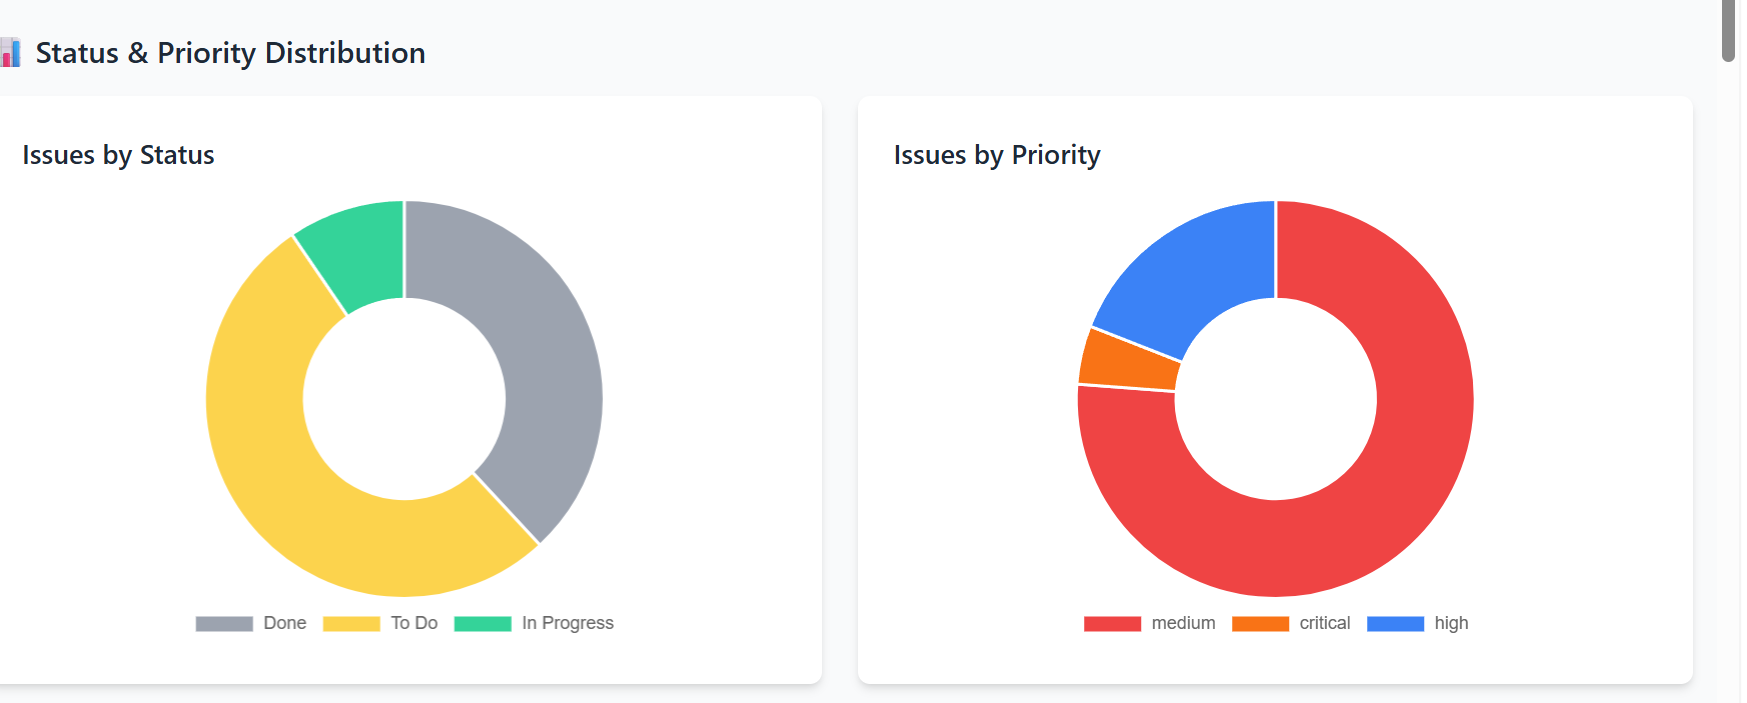 Status & Priority Distribution
Issues by Status
Done To Do In Progress
Issues by Priority
medium critical high